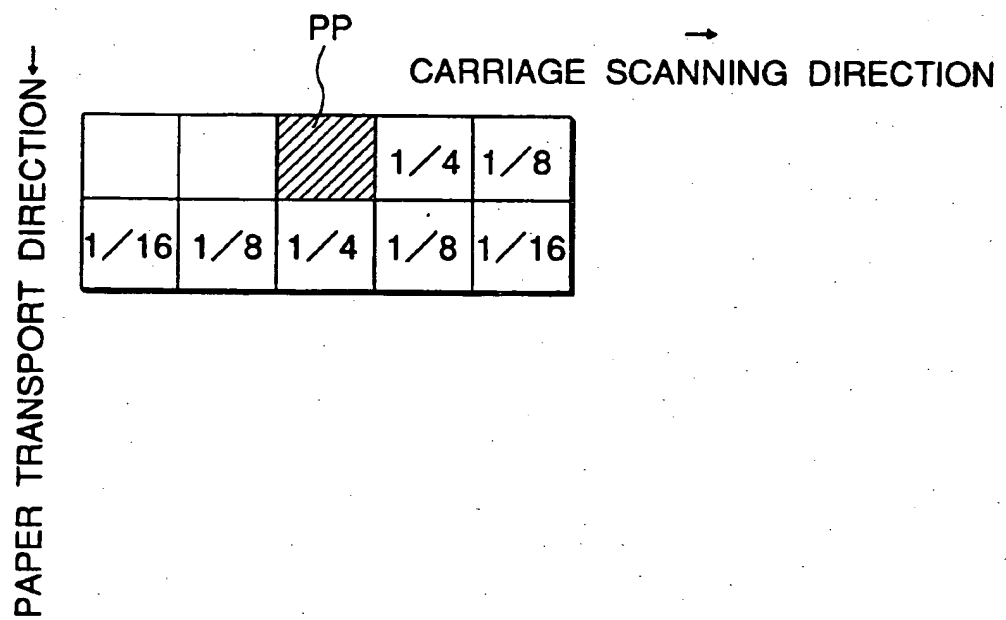 PP
→
CARRIAGE SCANNING DIRECTION
PAPER TRANSPORT DIRECTION←
1/4 1/8
1/16 1/8 1/4 1/8 1/16